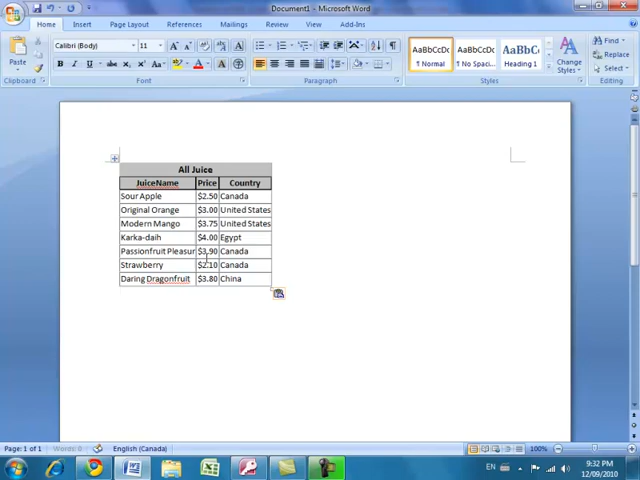 Document1 - Microsoft Word
Home Insert Page Layout References Mailings Review View Add-Ins
Calibri (Body) 11
Paste
AaBbCcDc AaBbCcDc AaBbC
¶ Normal ¶ No Spaci... Heading 1
Change Styles
Find
Replace
Select
Clipboard Font Paragraph Styles Editing
All Juice
JuiceName Price Country
Sour Apple $2.50 Canada
Original Orange $3.00 United States
Modern Mango $3.75 United States
Karka-daih $4.00 Egypt
Passionfruit Pleasur $3.90 Canada
Strawberry $2.10 Canada
Daring Dragonfruit $3.80 China
Page: 1 of 1 Words: 0 English (Canada) 100%
EN 9:32 PM
12/09/2010